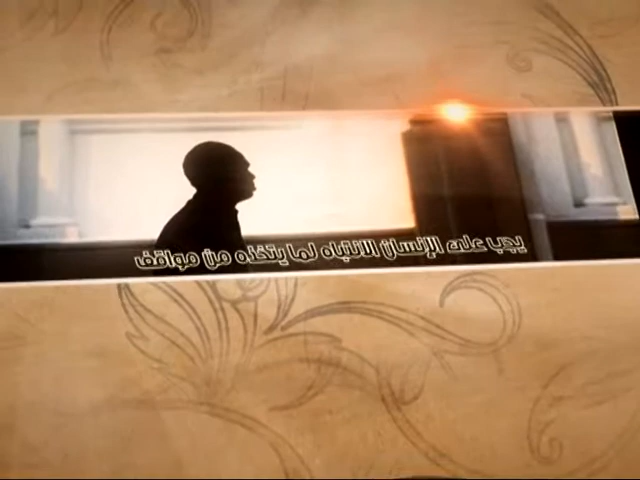 يجب على الإنسان الانتباه لما يتخذه من مواقف